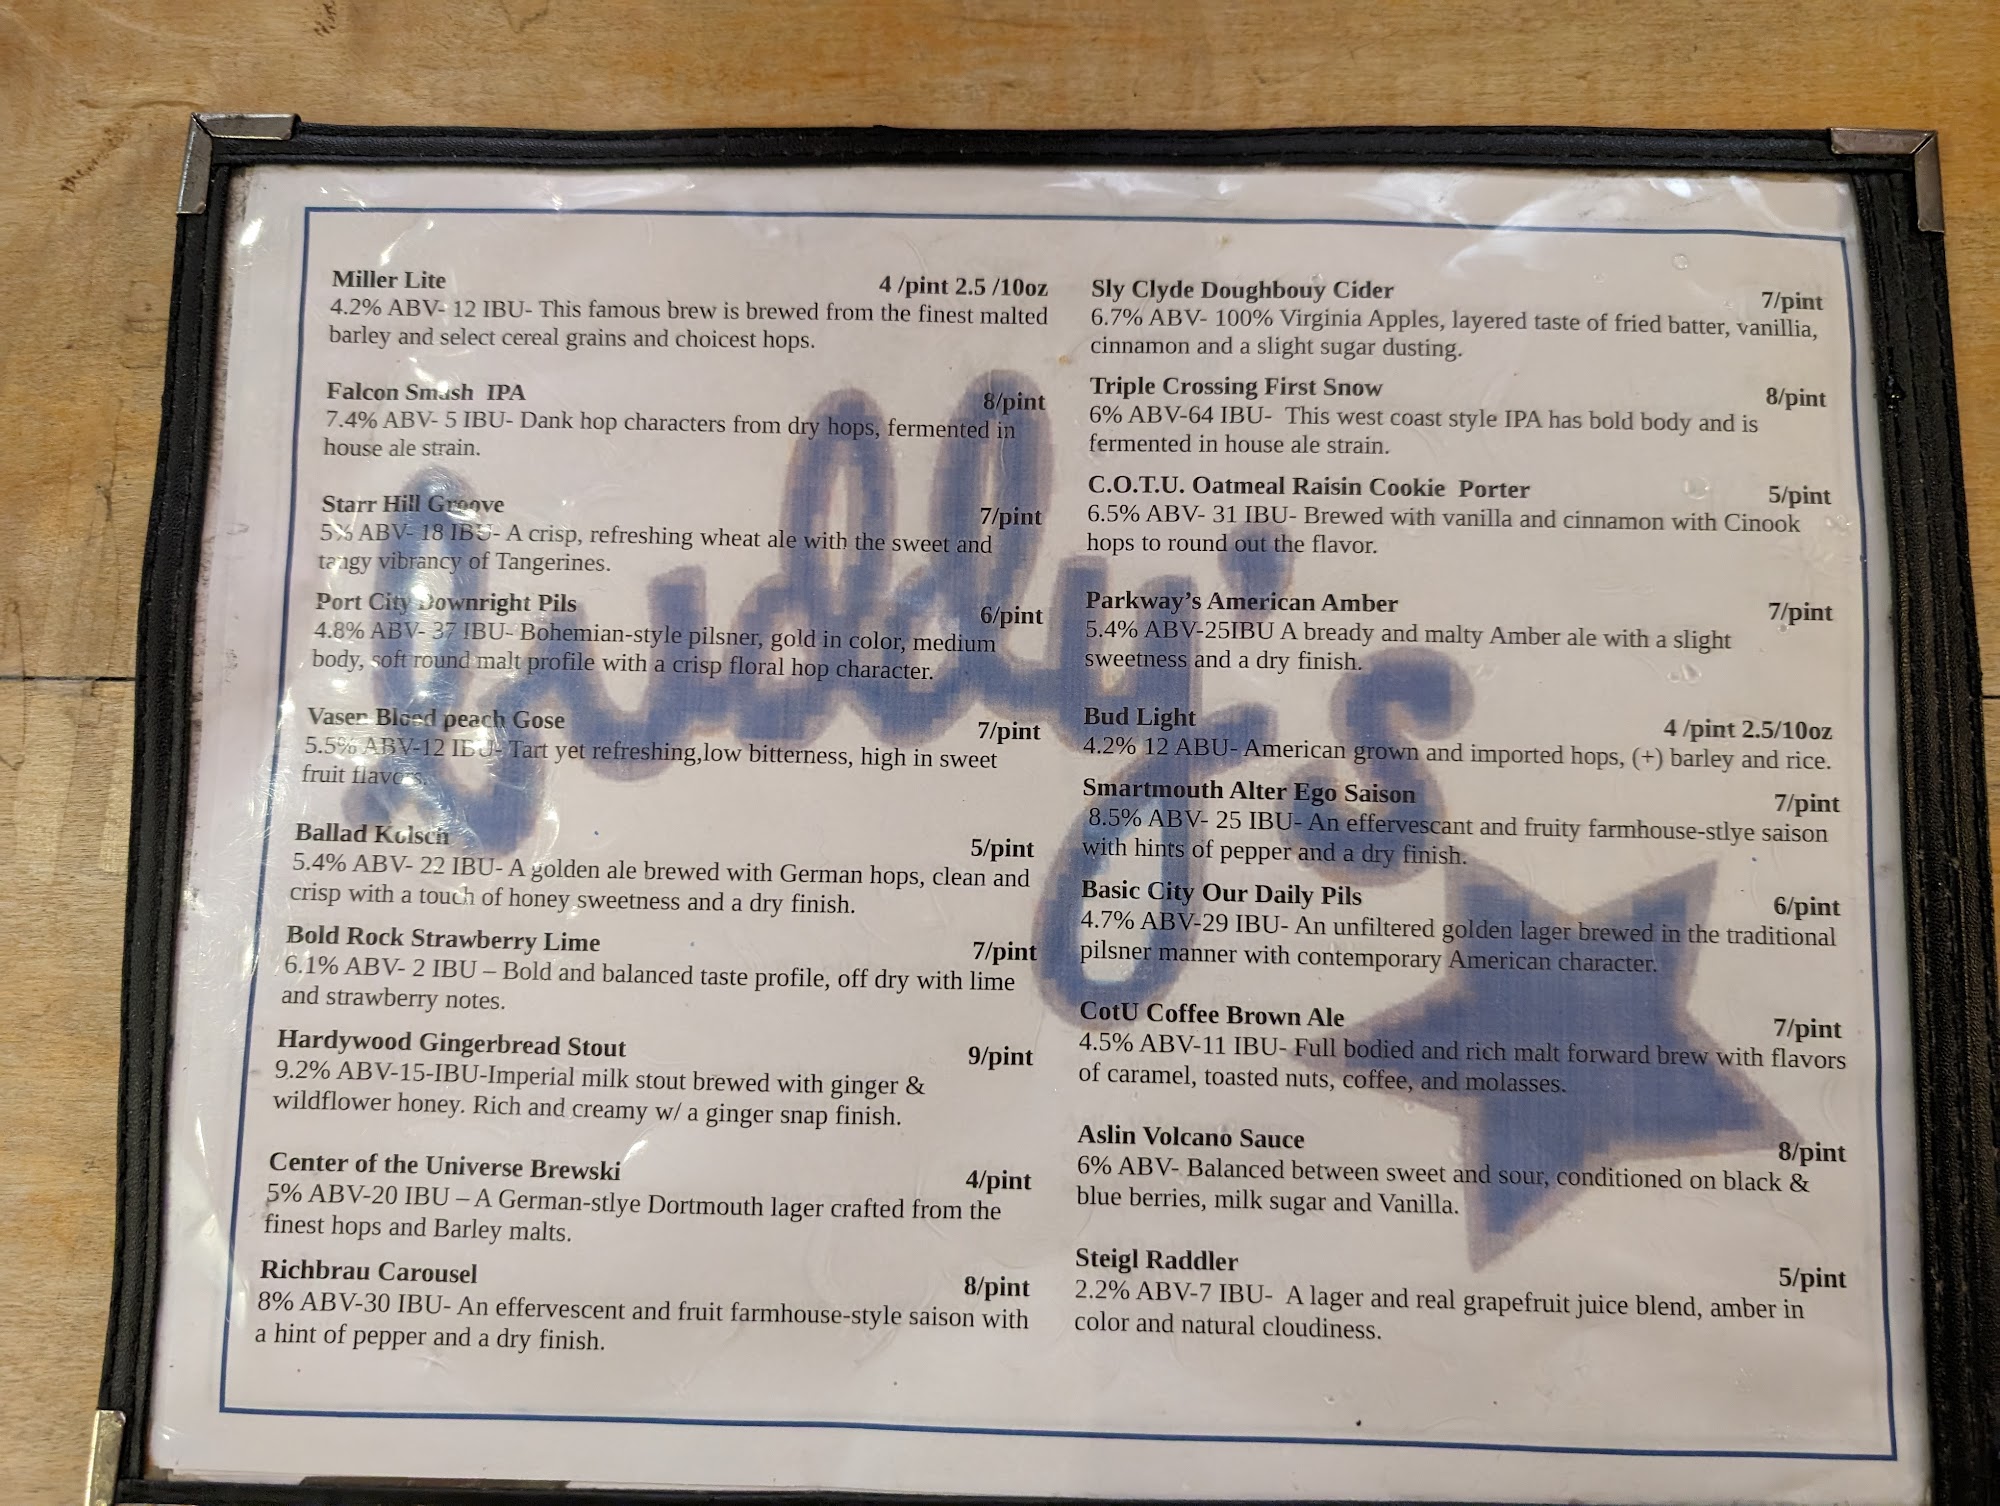 Miller Lite 4 /pint 2.5 /10oz
4.2% ABV- 12 IBU- This famous brew is brewed from the finest malted
barley and select cereal grains and choicest hops.
Falcon Smash IPA 8/pint
7.4% ABV- 5 IBU- Dank hop characters from dry hops, fermented in
house ale strain.
Starr Hill Groove 7/pint
5% ABV- 18 IBU- A crisp, refreshing wheat ale with the sweet and
tangy vibrancy of Tangerines.
Port City Downright Pils 6/pint
4.8% ABV- 37 IBU- Bohemian-style pilsner, gold in color, medium
body, soft round malt profile with a crisp floral hop character.
Vasen Blood peach Gose 7/pint
5.5% ABV-12 IBU- Tart yet refreshing,low bitterness, high in sweet
fruit flavors.
Ballad Kolsch 5/pint
5.4% ABV- 22 IBU- A golden ale brewed with German hops, clean and
crisp with a touch of honey sweetness and a dry finish.
Bold Rock Strawberry Lime 7/pint
6.1% ABV- 2 IBU – Bold and balanced taste profile, off dry with lime
and strawberry notes.
Hardywood Gingerbread Stout 9/pint
9.2% ABV-15-IBU-Imperial milk stout brewed with ginger &
wildflower honey. Rich and creamy w/ a ginger snap finish.
Center of the Universe Brewski 4/pint
5% ABV-20 IBU – A German-stlye Dortmouth lager crafted from the
finest hops and Barley malts.
Richbrau Carousel 8/pint
8% ABV-30 IBU- An effervescent and fruit farmhouse-style saison with
a hint of pepper and a dry finish.
Sly Clyde Doughbouy Cider 7/pint
6.7% ABV- 100% Virginia Apples, layered taste of fried batter, vanillia,
cinnamon and a slight sugar dusting.
Triple Crossing First Snow 8/pint
6% ABV-64 IBU- This west coast style IPA has bold body and is
fermented in house ale strain.
C.O.T.U. Oatmeal Raisin Cookie Porter 5/pint
6.5% ABV- 31 IBU- Brewed with vanilla and cinnamon with Cinook
hops to round out the flavor.
Parkway's American Amber 7/pint
5.4% ABV-25IBU A bready and malty Amber ale with a slight
sweetness and a dry finish.
Bud Light 4 /pint 2.5/10oz
4.2% 12 ABU- American grown and imported hops, (+) barley and rice.
Smartmouth Alter Ego Saison 7/pint
8.5% ABV- 25 IBU- An effervescant and fruity farmhouse-stlye saison
with hints of pepper and a dry finish.
Basic City Our Daily Pils 6/pint
4.7% ABV-29 IBU- An unfiltered golden lager brewed in the traditional
pilsner manner with contemporary American character.
CotU Coffee Brown Ale 7/pint
4.5% ABV-11 IBU- Full bodied and rich malt forward brew with flavors
of caramel, toasted nuts, coffee, and molasses.
Aslin Volcano Sauce 8/pint
6% ABV- Balanced between sweet and sour, conditioned on black &
blue berries, milk sugar and Vanilla.
Steigl Raddler 5/pint
2.2% ABV-7 IBU- A lager and real grapefruit juice blend, amber in
color and natural cloudiness.
buddy's